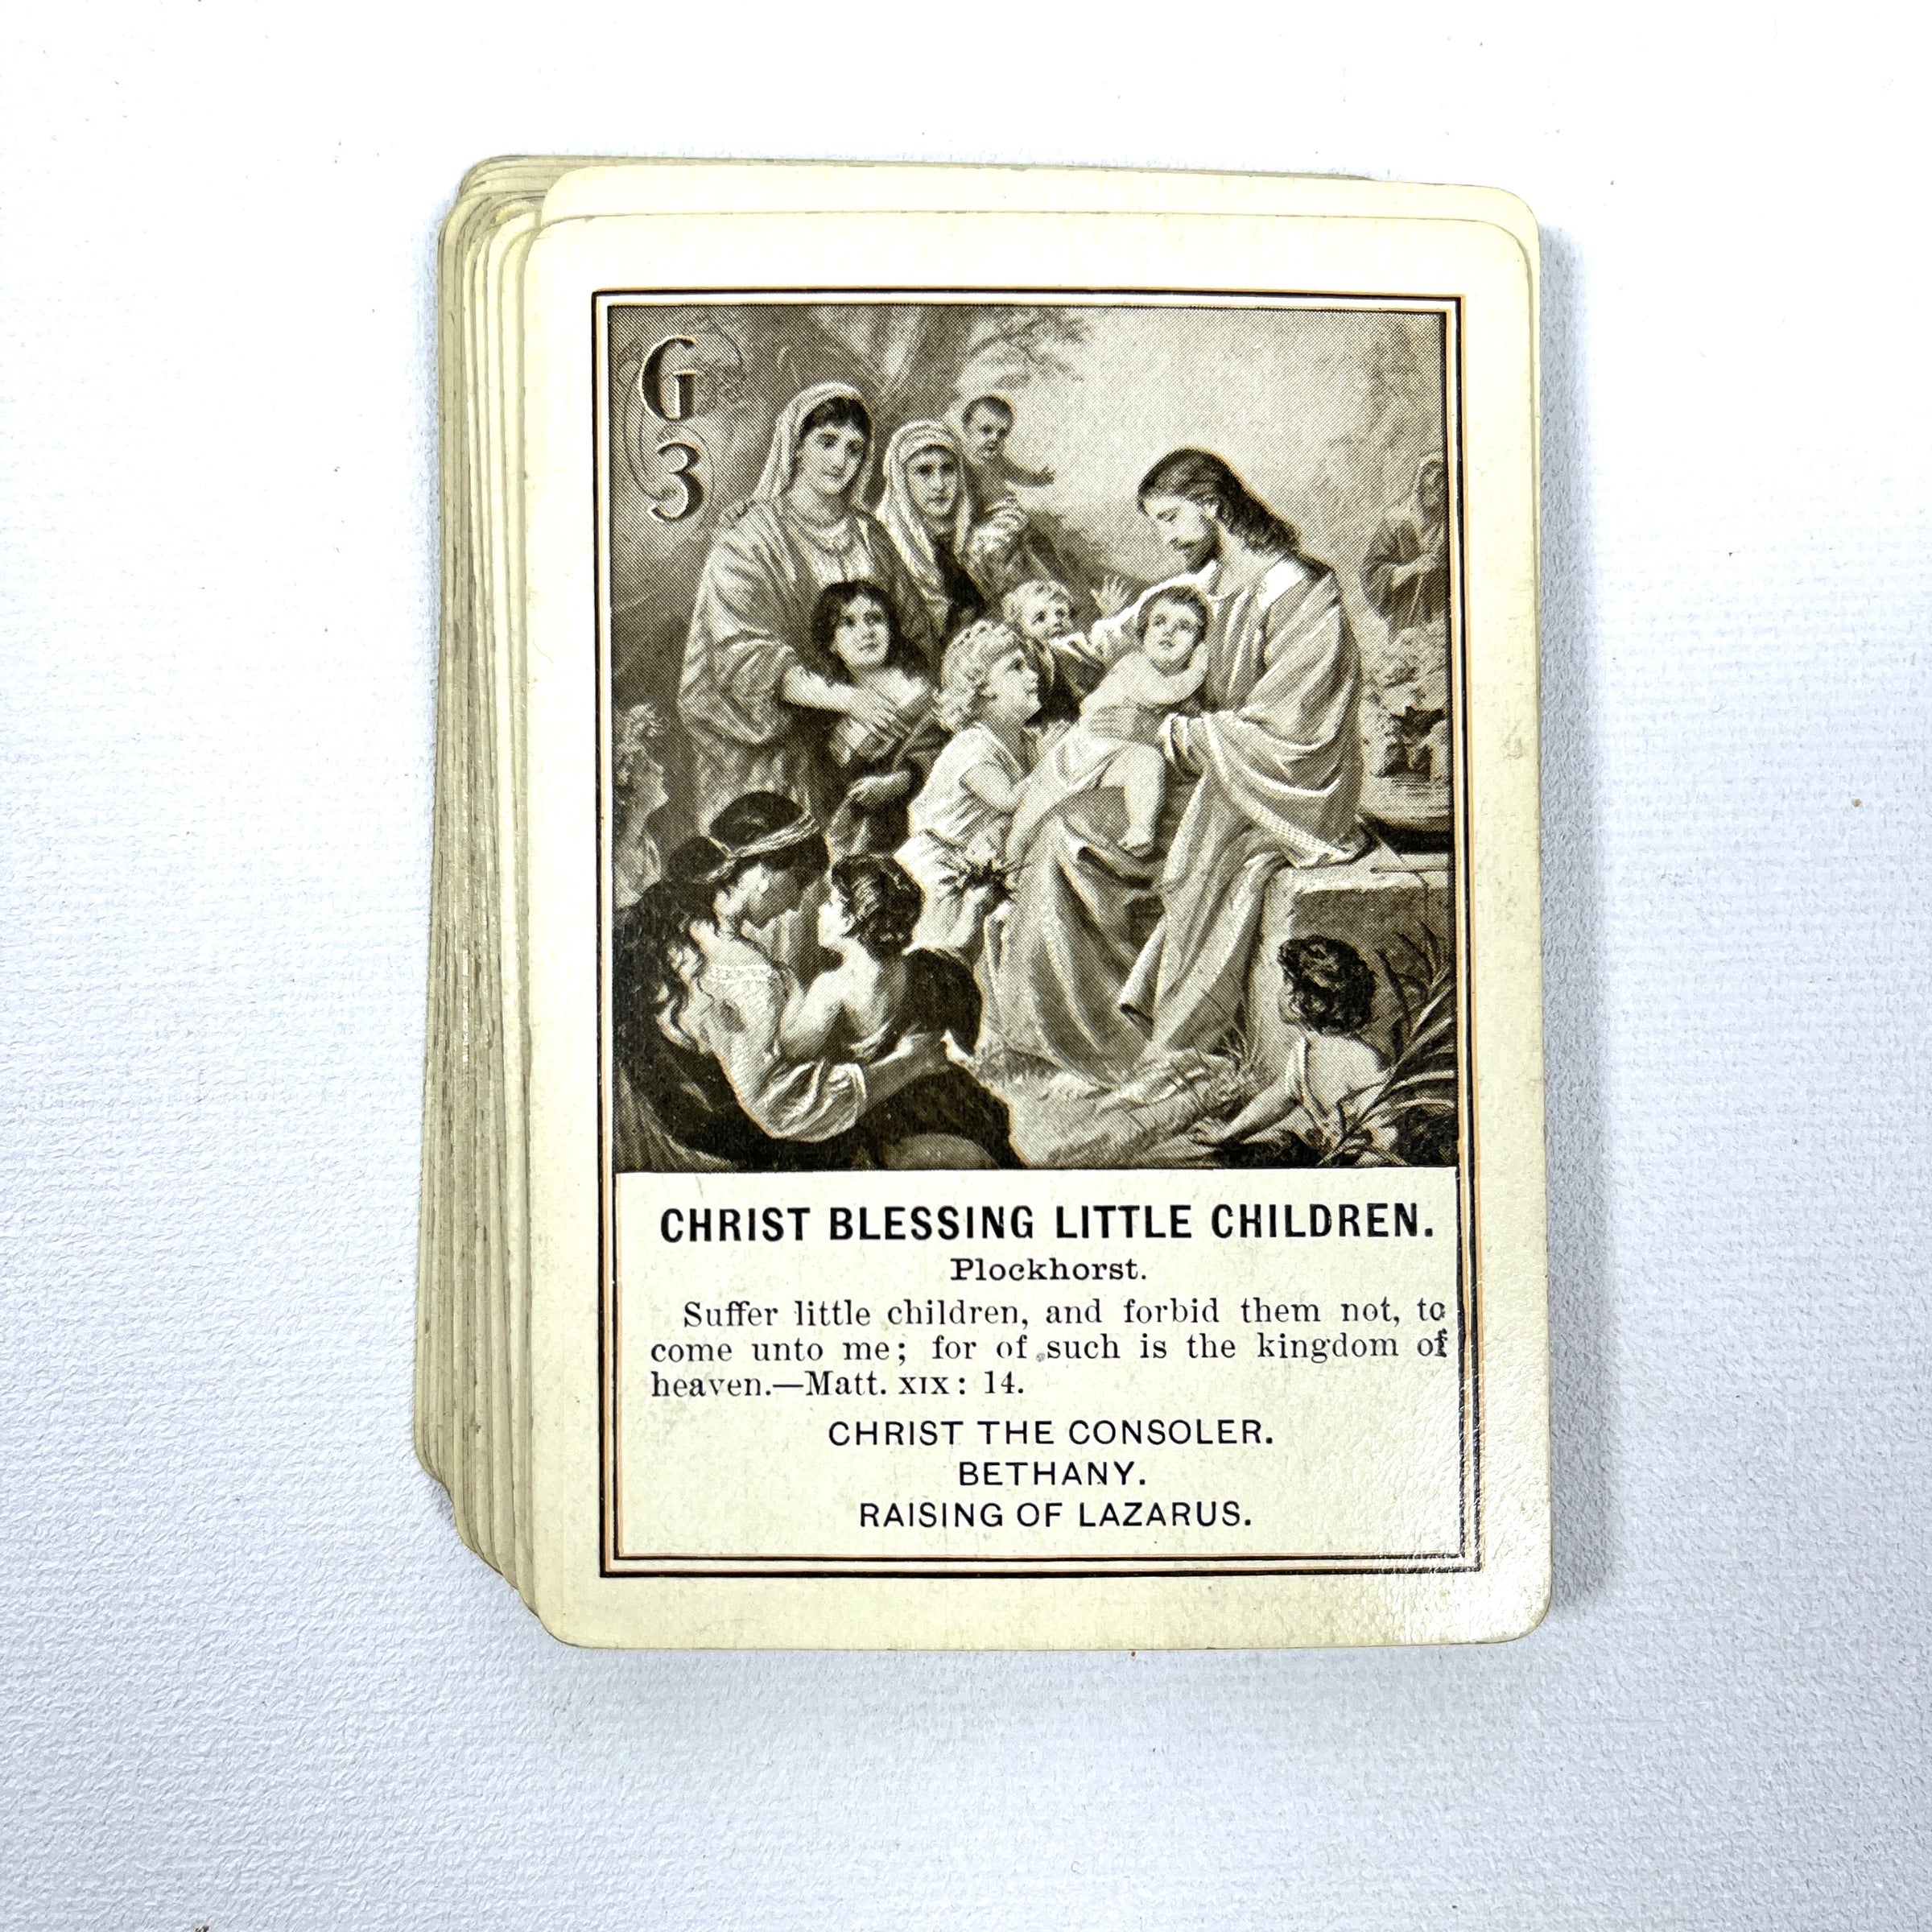 G
3
CHRIST BLESSING LITTLE CHILDREN.
Plockhorst.
Suffer little children, and forbid them not, to
come unto me; for of such is the kingdom of
heaven.—Matt. XIX: 14.
CHRIST THE CONSOLER.
BETHANY.
RAISING OF LAZARUS.